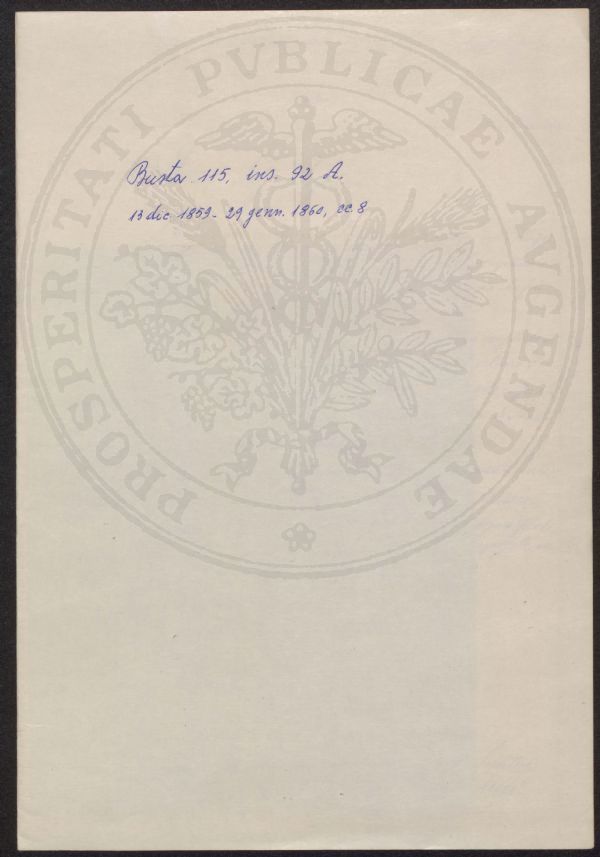 PROSPERITATI PVBLICAE AVGENDAE
Busta 115, ins. 92 A.
13 dic. 1859 - 29 genn. 1860, cc. 8